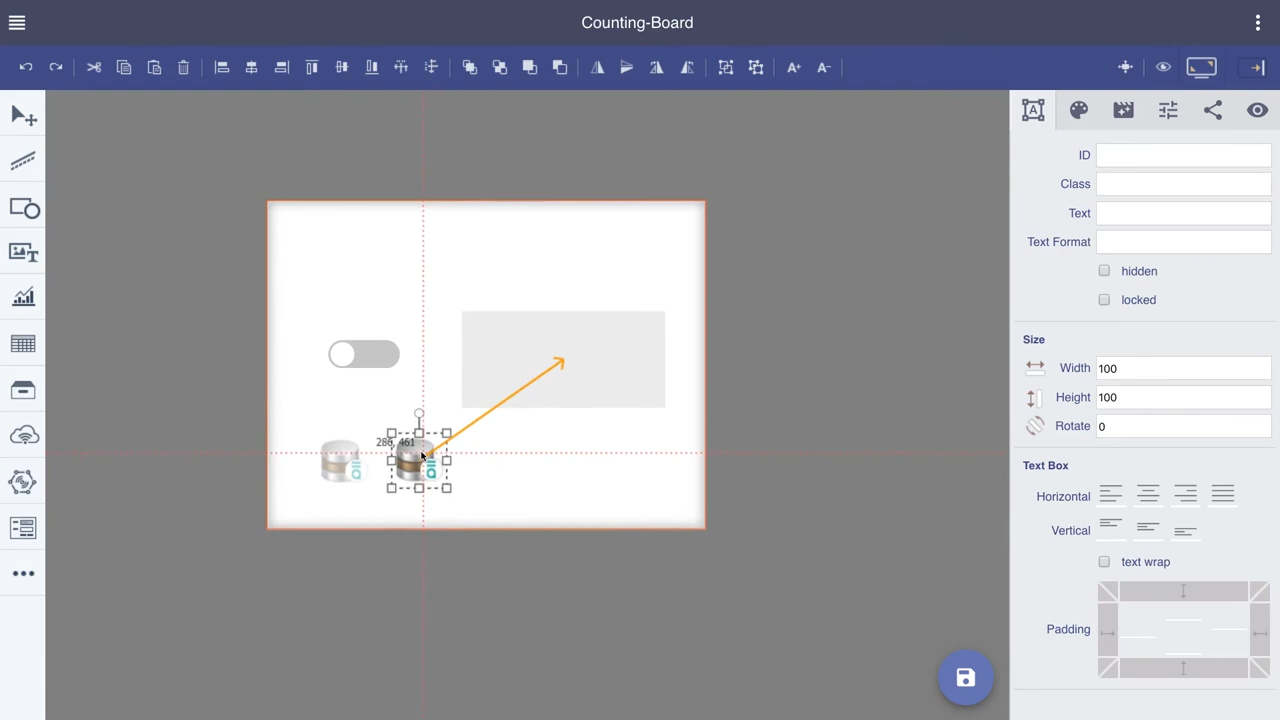 Counting-Board
A+ A-
A
ID
Class
Text
Text Format
hidden
locked
Size
Width 100
Height 100
Rotate 0
Text Box
Horizontal
Vertical
text wrap
Padding
286, 461